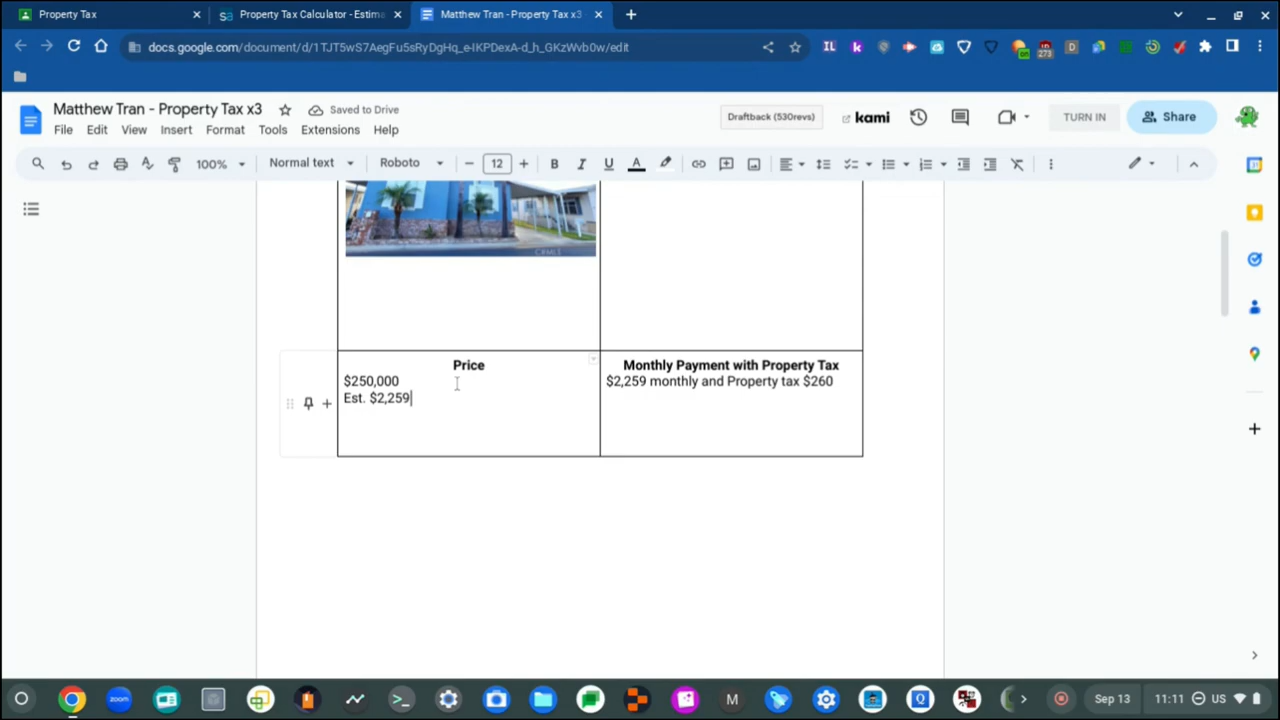 Property Tax
Property Tax Calculator - Estima
Matthew Tran - Property Tax x3
docs.google.com/document/d/1TJT5wS7AegFu5sRyDgHq_e-IKPDexA-d_h_GKzWvb0w/edit
Matthew Tran - Property Tax x3
Saved to Drive
File Edit View Insert Format Tools Extensions Help
Draftback (530revs)
kami
TURN IN
Share
100%
Normal text
Roboto
12
CRMLS
Price
$250,000
Est. $2,259
Monthly Payment with Property Tax
$2,259 monthly and Property tax $260
zoom
Sep 13
11:11
US